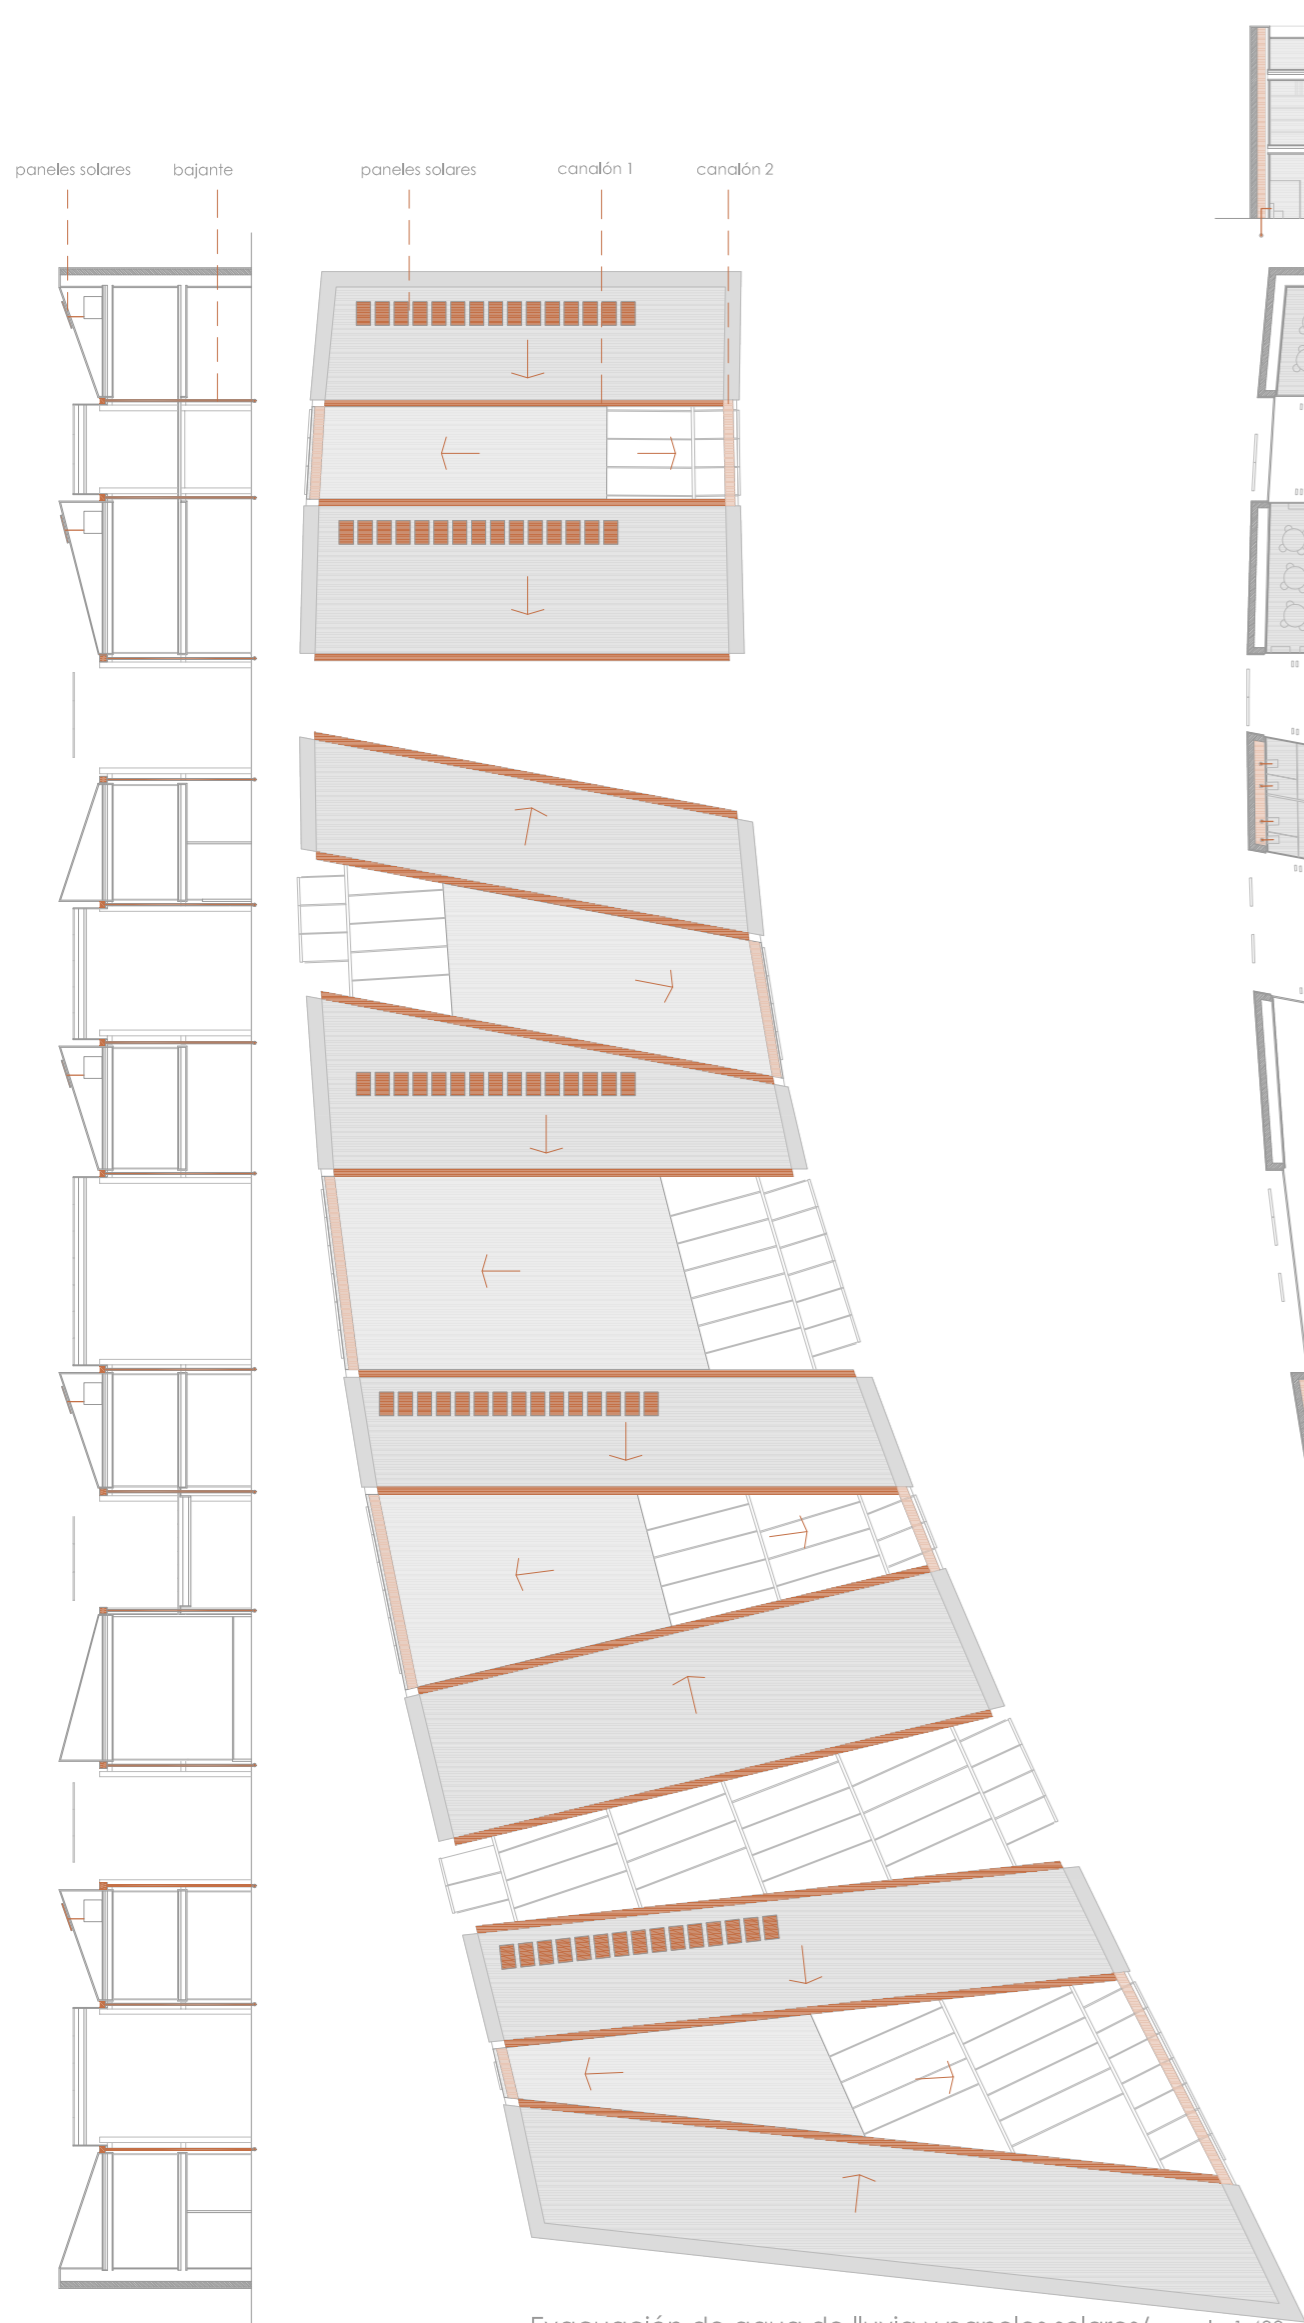 paneles solares bajante paneles solares canalón 1 canalón 2
Evacuación de agua de lluvia y paneles solares/